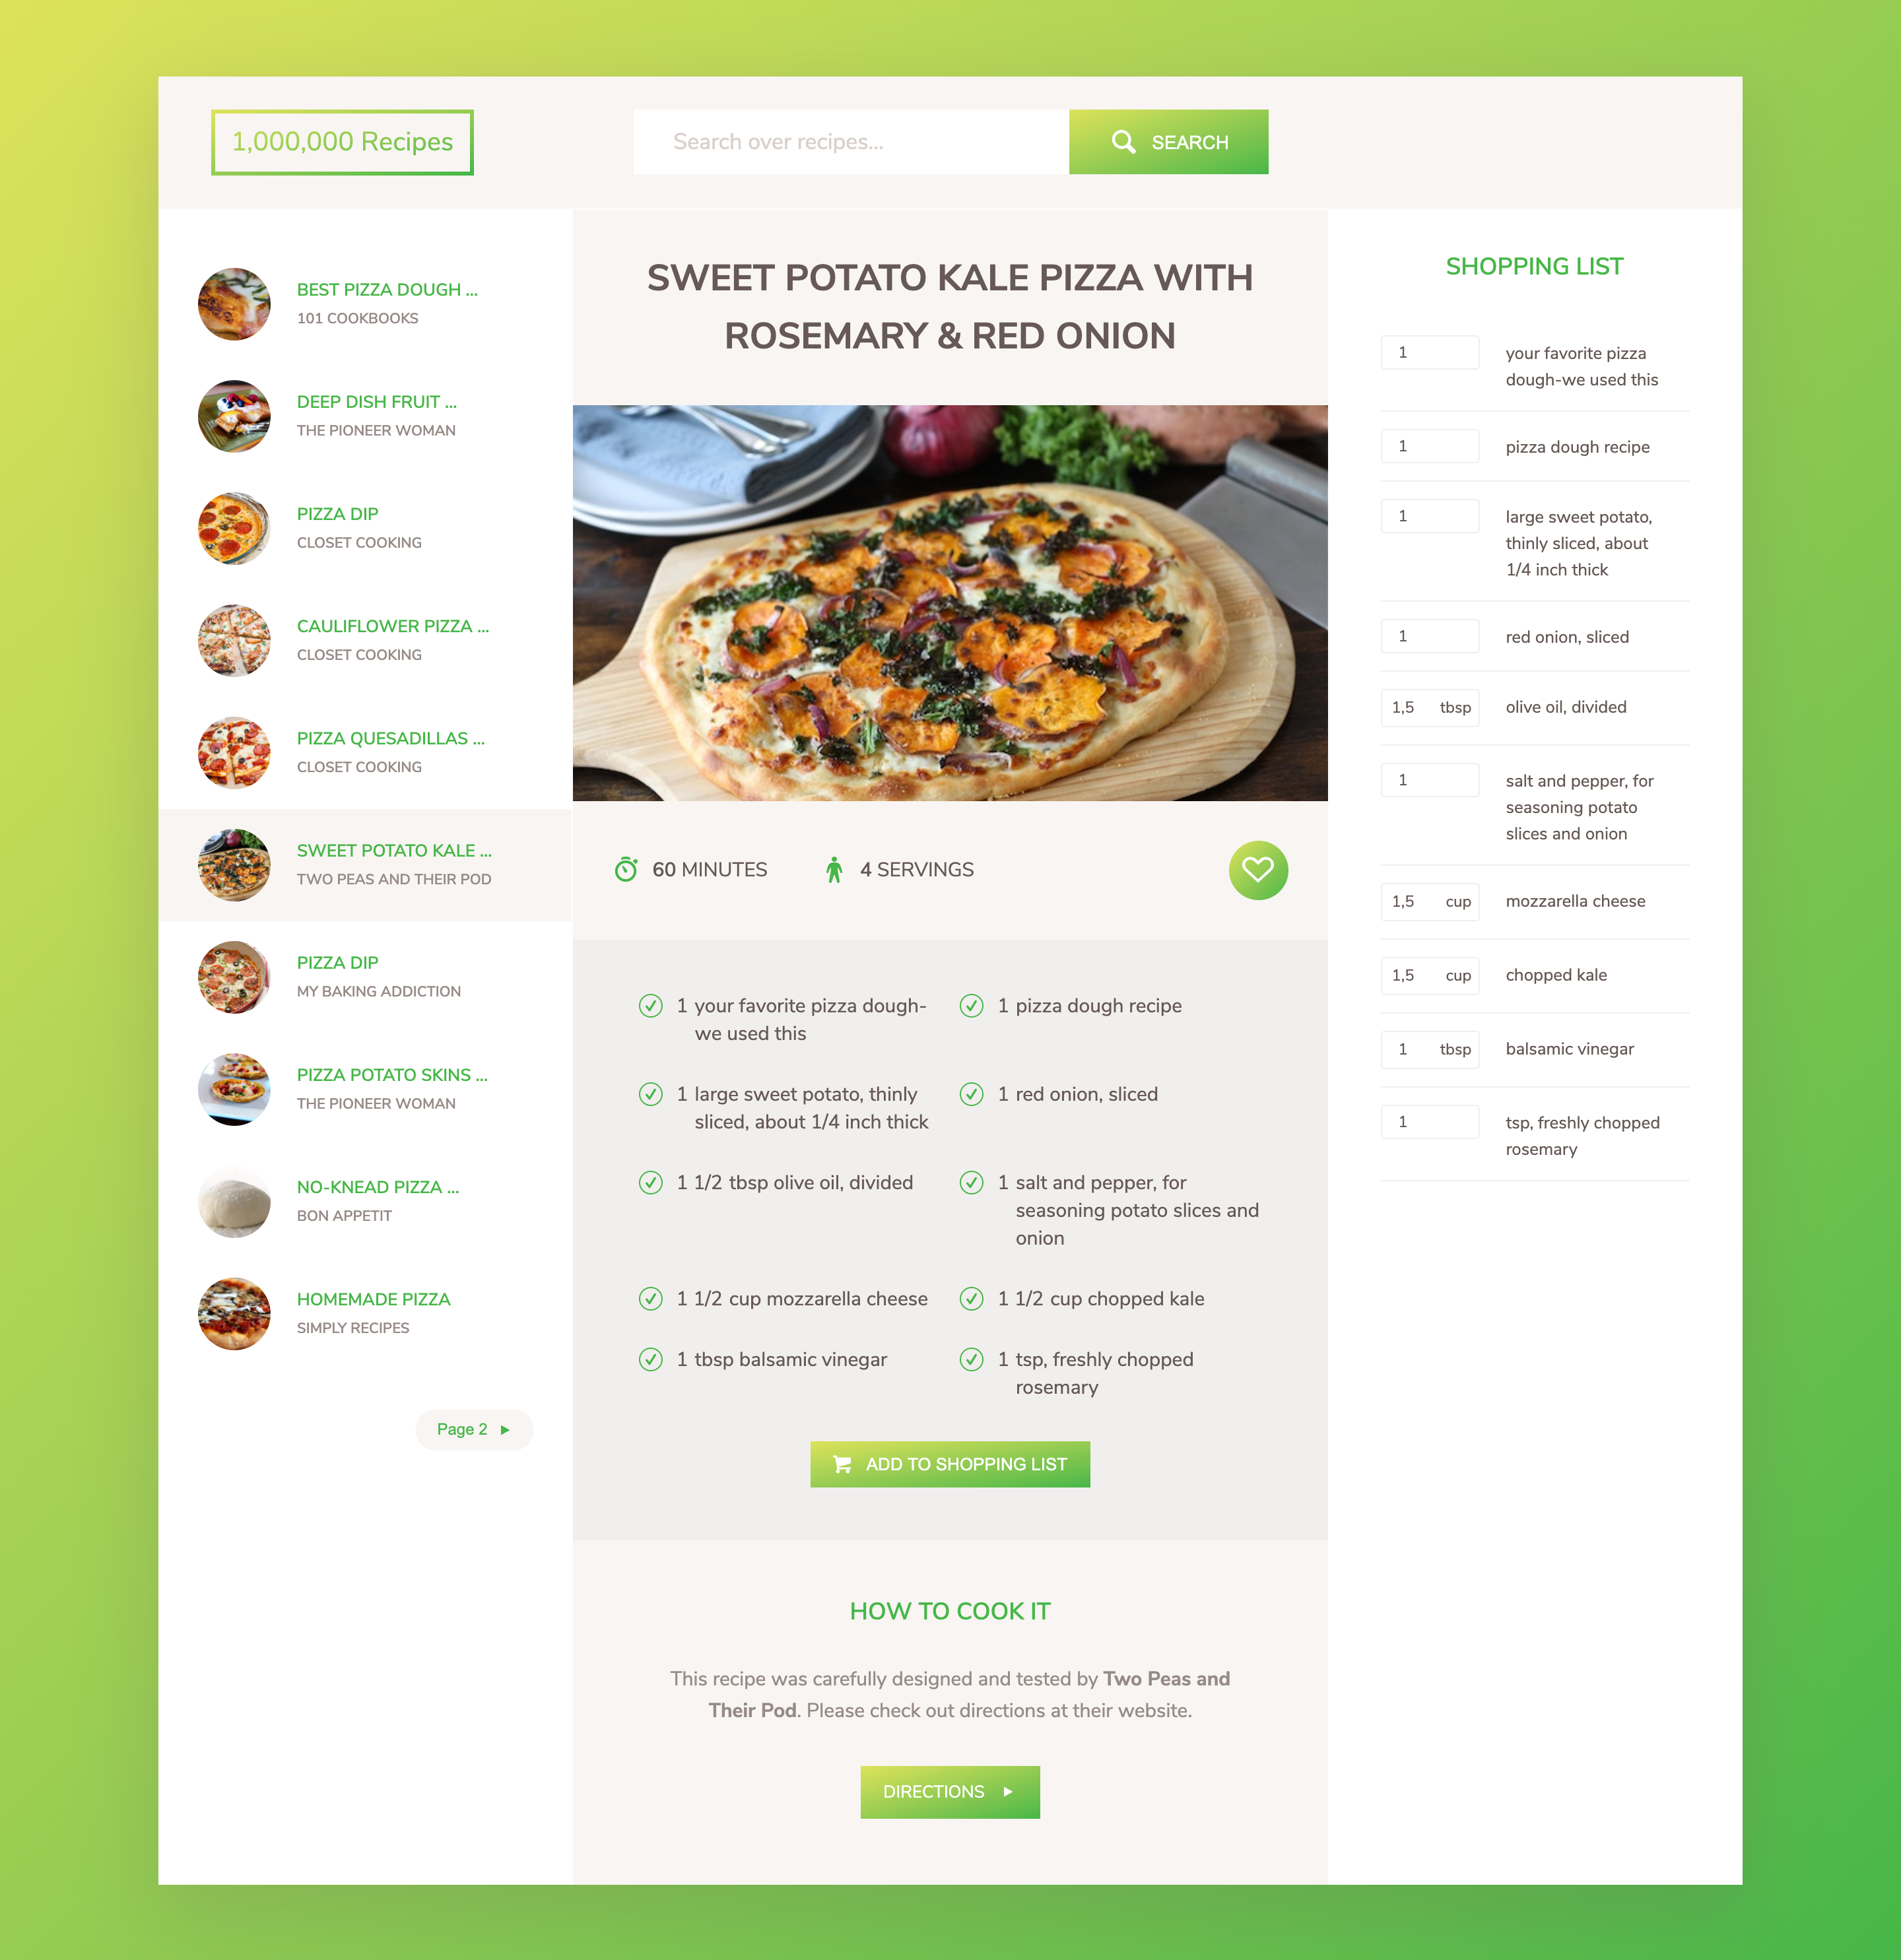 1,000,000 Recipes
Search over recipes...
SEARCH
BEST PIZZA DOUGH ...
101 COOKBOOKS
DEEP DISH FRUIT ...
THE PIONEER WOMAN
PIZZA DIP
CLOSET COOKING
CAULIFLOWER PIZZA ...
CLOSET COOKING
PIZZA QUESADILLAS ...
CLOSET COOKING
SWEET POTATO KALE ...
TWO PEAS AND THEIR POD
PIZZA DIP
MY BAKING ADDICTION
PIZZA POTATO SKINS ...
THE PIONEER WOMAN
NO-KNEAD PIZZA ...
BON APPETIT
HOMEMADE PIZZA
SIMPLY RECIPES
Page 2
SWEET POTATO KALE PIZZA WITH
ROSEMARY & RED ONION
60 MINUTES
4 SERVINGS
1 your favorite pizza dough-
we used this
1 pizza dough recipe
1 large sweet potato, thinly
sliced, about 1/4 inch thick
1 red onion, sliced
1 1/2 tbsp olive oil, divided
1 salt and pepper, for
seasoning potato slices and
onion
1 1/2 cup mozzarella cheese
1 1/2 cup chopped kale
1 tbsp balsamic vinegar
1 tsp, freshly chopped
rosemary
ADD TO SHOPPING LIST
HOW TO COOK IT
This recipe was carefully designed and tested by Two Peas and
Their Pod. Please check out directions at their website.
DIRECTIONS
SHOPPING LIST
1 your favorite pizza
dough-we used this
1 pizza dough recipe
1 large sweet potato,
thinly sliced, about
1/4 inch thick
1 red onion, sliced
1,5 tbsp olive oil, divided
1 salt and pepper, for
seasoning potato
slices and onion
1,5 cup mozzarella cheese
1,5 cup chopped kale
1 tbsp balsamic vinegar
1 tsp, freshly chopped
rosemary